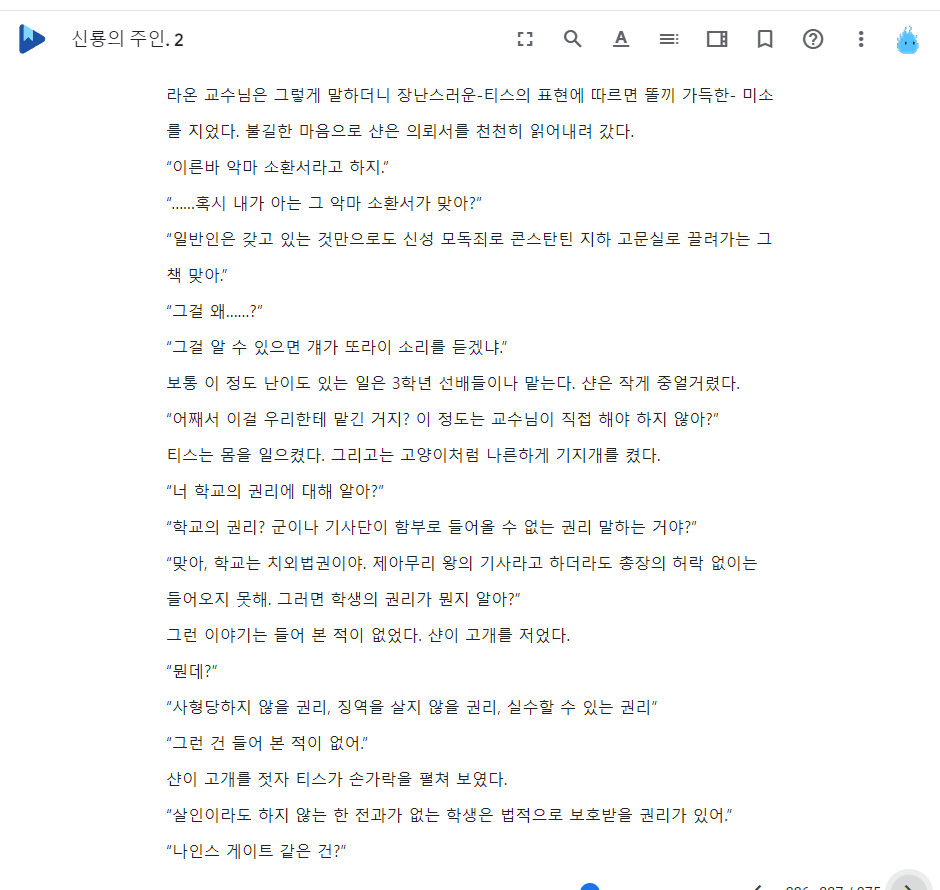 신룡의 주인. 2
라온 교수님은 그렇게 말하더니 장난스러운-티스의 표현에 따르면 똘끼 가득한- 미소
를 지었다. 불길한 마음으로 샨은 의뢰서를 천천히 읽어내려 갔다.
“이른바 악마 소환서라고 하지.”
“......혹시 내가 아는 그 악마 소환서가 맞아?”
“일반인은 갖고 있는 것만으로도 신성 모독죄로 콘스탄틴 지하 고문실로 끌려가는 그
책 맞아.”
“그걸 왜......?”
“그걸 알 수 있으면 걔가 또라이 소리를 듣겠냐.”
보통 이 정도 난이도 있는 일은 3학년 선배들이나 맡는다. 샨은 작게 중얼거렸다.
“어째서 이걸 우리한테 맡긴 거지? 이 정도는 교수님이 직접 해야 하지 않아?”
티스는 몸을 일으켰다. 그리고는 고양이처럼 나른하게 기지개를 켰다.
“너 학교의 권리에 대해 알아?”
“학교의 권리? 군이나 기사단이 함부로 들어올 수 없는 권리 말하는 거야?”
“맞아, 학교는 치외법권이야. 제아무리 왕의 기사라고 하더라도 총장의 허락 없이는
들어오지 못해. 그러면 학생의 권리가 뭔지 알아?”
그런 이야기는 들어 본 적이 없었다. 샨이 고개를 저었다.
“뭔데?”
“사형당하지 않을 권리, 징역을 살지 않을 권리, 실수할 수 있는 권리”
“그런 건 들어 본 적이 없어.”
샨이 고개를 젓자 티스가 손가락을 펼쳐 보였다.
“살인이라도 하지 않는 한 전과가 없는 학생은 법적으로 보호받을 권리가 있어.”
“나인스 게이트 같은 건?”